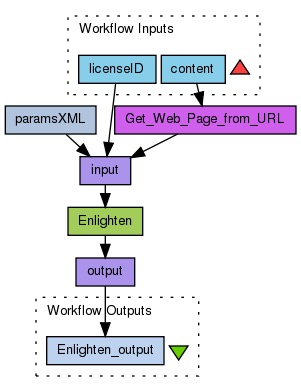 Workflow Inputs
licenseID
content
paramsXML
Get_Web_Page_from_URL
input
Enlighten
output
Workflow Outputs
Enlighten_output